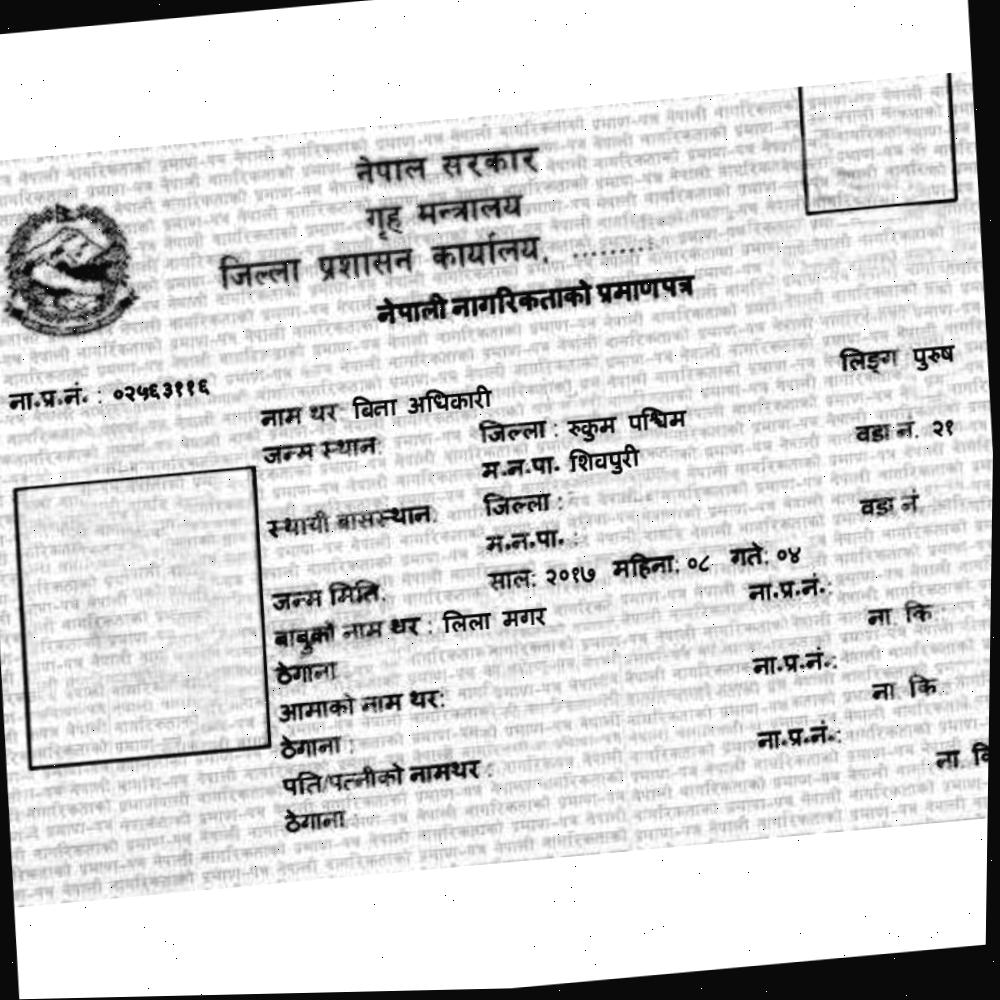 नेपाल सरकार
गृह मन्त्रालय
जिल्ला प्रशासन कार्यालय, .........
नेपाली नागरिकताको प्रमाणपत्र
ना.प्र.नं. : ०२५६३११६
लिङ्ग पुरुष
नाम थर बिता अधिकारी
जन्म स्थान: जिल्ला : रुकुम पश्चिम
म.न.पा. शिवपुरी वडा नं. २१
स्थायी बासस्थान: जिल्ला :
म.न.पा. : वडा नं
जन्म मिति: साल: २०१७ महिना: ०८ गते: ०४
बाबुको नाम थर : लिला मगर ना.प्र.नं.:
ठेगाना ना कि
आमाको नाम थर: ना.प्र.नं.:
ठेगाना : ना कि
पति/पत्नीको नामथर : ना.प्र.नं.:
ठेगाना ना कि